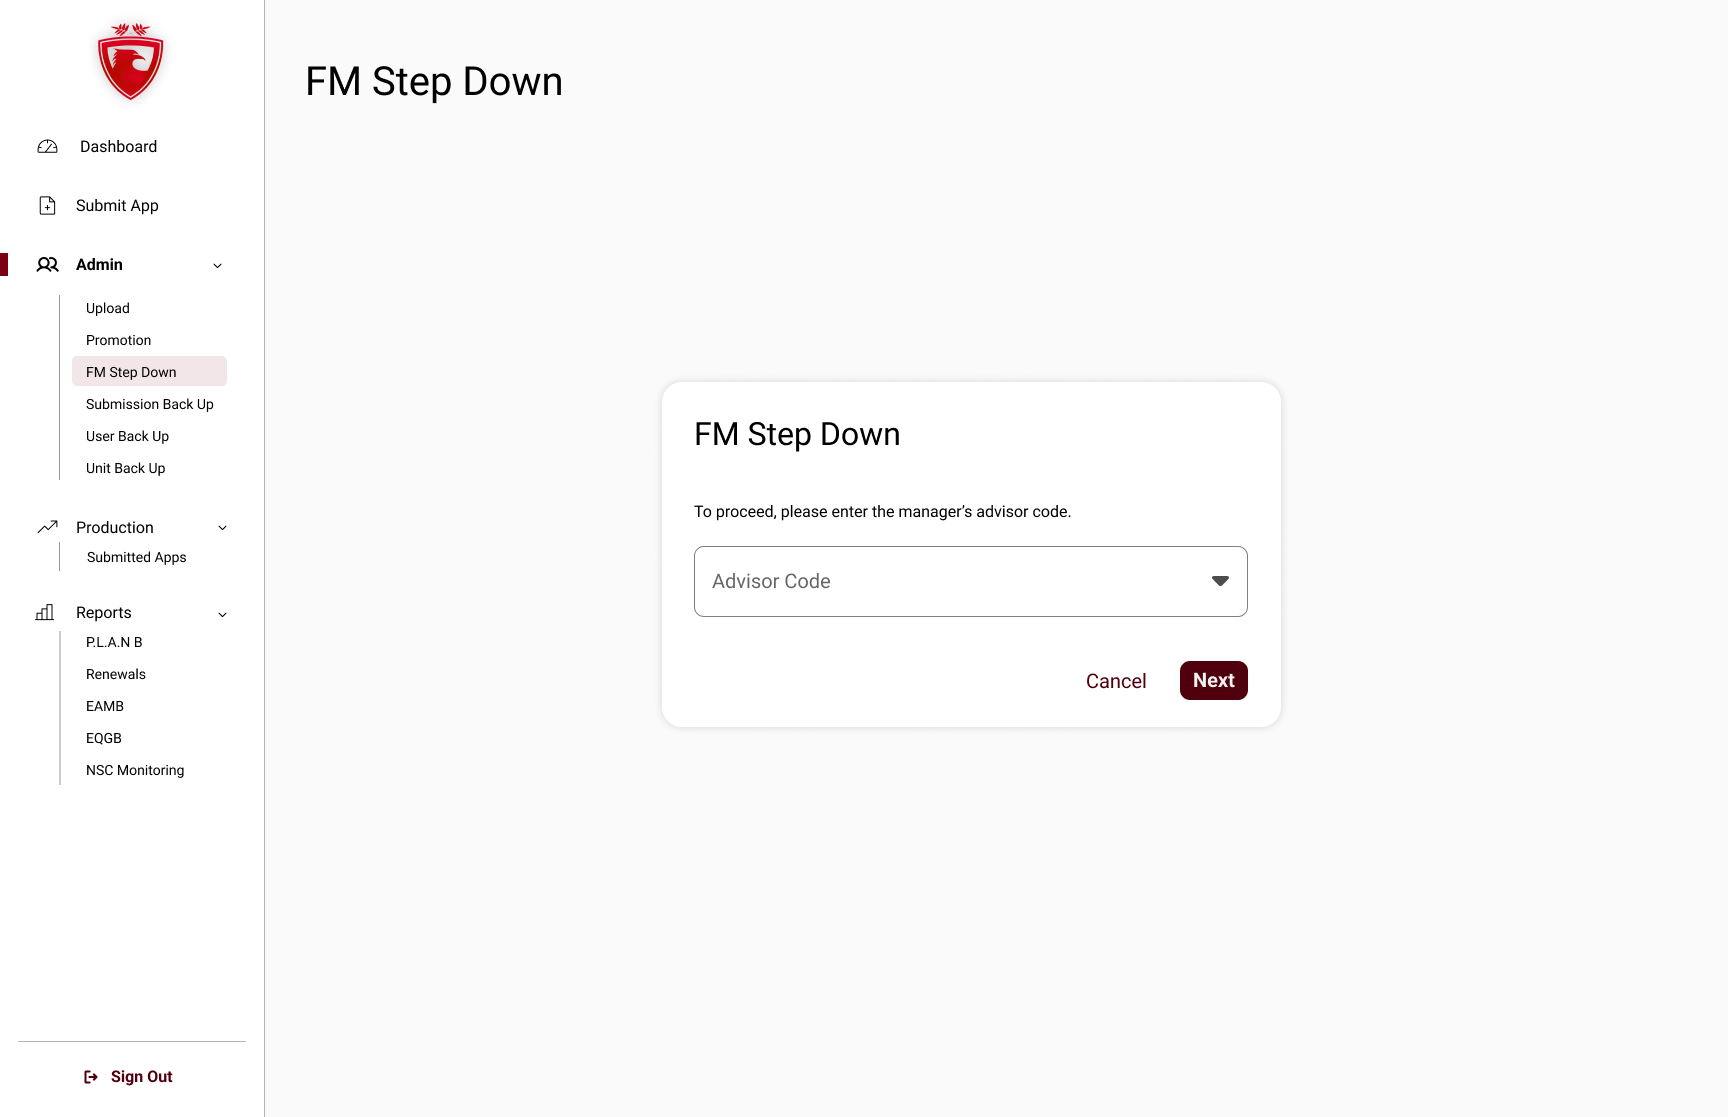 Dashboard
Submit App
Admin
Upload
Promotion
FM Step Down
Submission Back Up
User Back Up
Unit Back Up
Production
Submitted Apps
Reports
P.L.A.N B
Renewals
EAMB
EQGB
NSC Monitoring
Sign Out
FM Step Down
FM Step Down
To proceed, please enter the manager’s advisor code.
Advisor Code
Cancel
Next